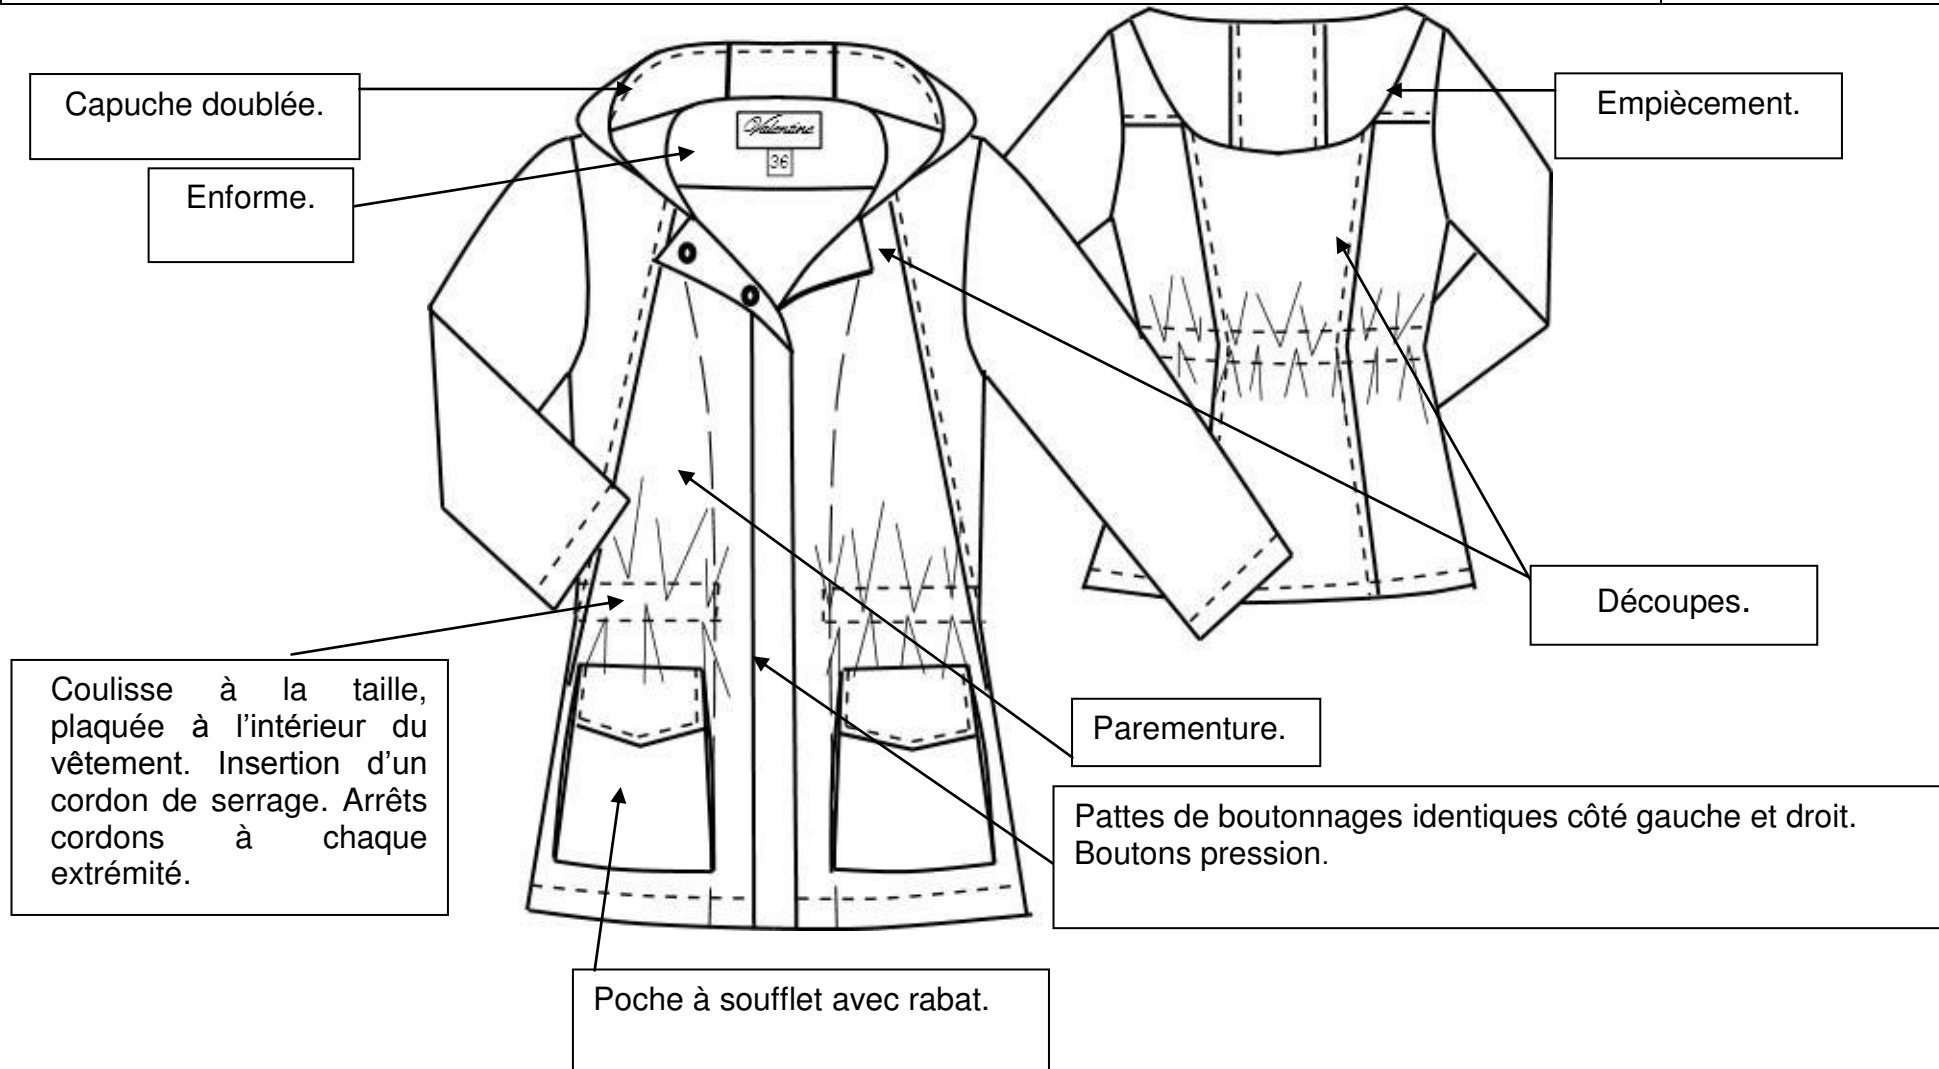 Capuche doublée.
Empiècement.
Valentine
36
Enforme.
Découpes.
Coulisse à la taille,
plaquée à l'intérieur du
vêtement. Insertion d'un
cordon de serrage. Arrêts
cordons à chaque
extrémité.
Parementure.
Pattes de boutonnages identiques côté gauche et droit.
Boutons pression.
Poche à soufflet avec rabat.